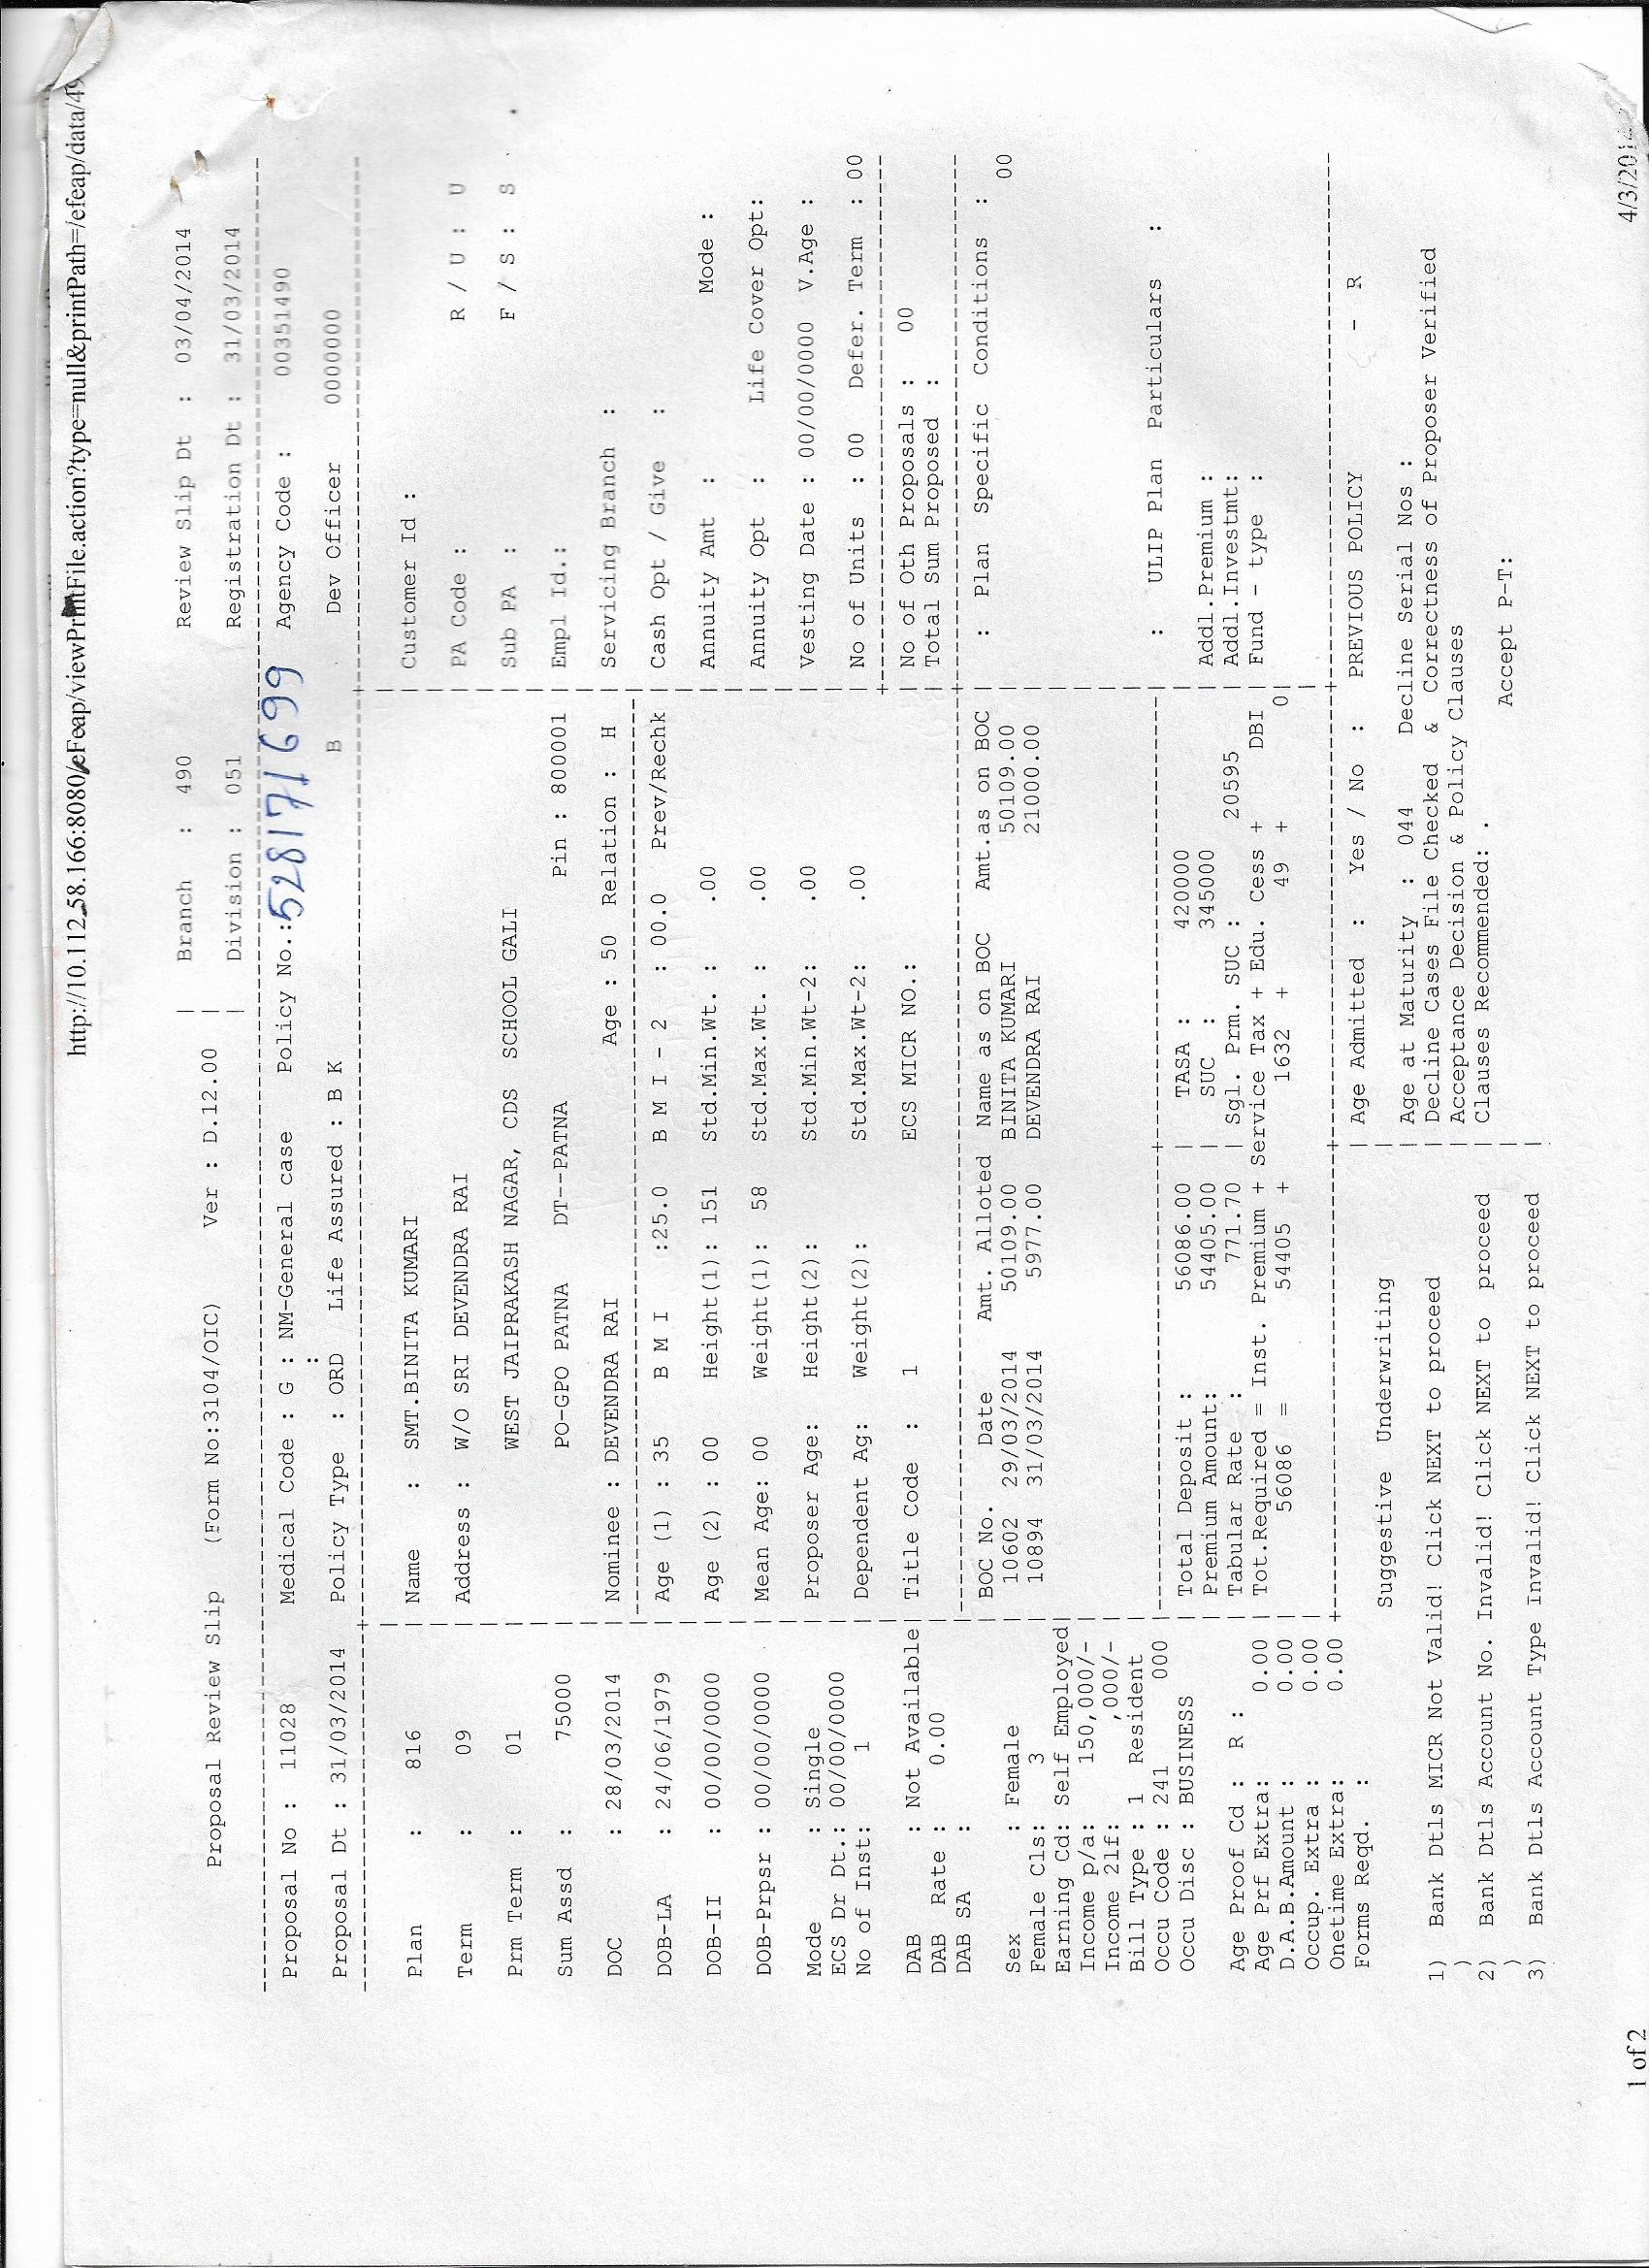 http://10.112.58.166:8080/eFeap/viewPrintFile.action?type=null&printPath=/efeap/data/49
Proposal Review Slip (Form No:3104/OIC) Ver : D.12.00 | Branch : 490 Review Slip Dt : 03/04/2014
| Division : 051 Registration Dt : 31/03/2014
Proposal No : 11028 Medical Code : G : NM-General case Policy No.: 528171699 Agency Code : 00351490
Proposal Dt : 31/03/2014 Policy Type : ORD : Life Assured : B K B Dev Officer 0000000
Plan : 816 | Name : SMT.BINITA KUMARI | Customer Id :
Term : 09 | Address : W/O SRI DEVENDRA RAI | PA Code : R / U : U
Prm Term : 01 | WEST JAIPRAKASH NAGAR, CDS SCHOOL GALI | Sub PA : F / S : S
Sum Assd : 75000 | PO-GPO PATNA DT--PATNA Pin : 800001 | Empl Id.:
DOC : 28/03/2014 | Nominee : DEVENDRA RAI Age : 50 Relation : H | Servicing Branch :
DOB-LA : 24/06/1979 | Age (1) : 35 B M I :25.0 B M I - 2 : 00.0 Prev/Rechk | Cash Opt / Give :
DOB-II : 00/00/0000 | Age (2) : 00 Height(1): 151 Std.Min.Wt. : .00 | Annuity Amt : Mode :
DOB-Prpsr : 00/00/0000 | Mean Age: 00 Weight(1): 58 Std.Max.Wt. : .00 | Annuity Opt : Life Cover Opt:
Mode : Single | Proposer Age: Height(2): Std.Min.Wt-2: .00 | Vesting Date : 00/00/0000 V.Age :
ECS Dr Dt.: 00/00/0000
No of Inst: 1 | Dependent Ag: Weight(2): Std.Max.Wt-2: .00 | No of Units : 00 Defer. Term : 00
DAB : Not Available | Title Code : 1 ECS MICR NO.: | No of Oth Proposals : 00
DAB Rate : 0.00 | Total Sum Proposed :
DAB SA :
| BOC No. Date Amt. Alloted Name as on BOC Amt.as on BOC | : Plan Specific Conditions :
Sex : Female | 10602 29/03/2014 50109.00 BINITA KUMARI 50109.00 | 00
Female Cls: 3 | 10894 31/03/2014 5977.00 DEVENDRA RAI 21000.00 |
Earning Cd: Self Employed
Income p/a: 150,000/-
Income 2lf: ,000/-
Bill Type : 1 Resident
Occu Code : 241 000 | : ULIP Plan Particulars :
Occu Disc : BUSINESS | Total Deposit : 56086.00 | TASA : 420000
| Premium Amount: 54405.00 | SUC : 345000 | Addl.Premium :
Age Proof Cd : R : | Tabular Rate : 771.70 | Sgl. Prm. SUC : 20595 | Addl.Investmt:
Age Prf Extra: 0.00 | Tot.Required = Inst. Premium + Service Tax + Edu. Cess + DBI | Fund - type :
D.A.B.Amount : 0.00 | 56086 = 54405 + 1632 + 49 + 0|
Occup. Extra : 0.00
Onetime Extra: 0.00
Forms Reqd. : | Age Admitted : Yes / No : PREVIOUS POLICY - R
Suggestive Underwriting
| Age at Maturity : 044 Decline Serial Nos :
1) Bank Dtls MICR Not Valid! Click NEXT to proceed | Decline Cases File Checked & Correctness of Proposer Verified
) | Acceptance Decision & Policy Clauses
2) Bank Dtls Account No. Invalid! Click NEXT to proceed | Clauses Recommended: .
) | Accept P-T:
3) Bank Dtls Account Type Invalid! Click NEXT to proceed |
1 of 2